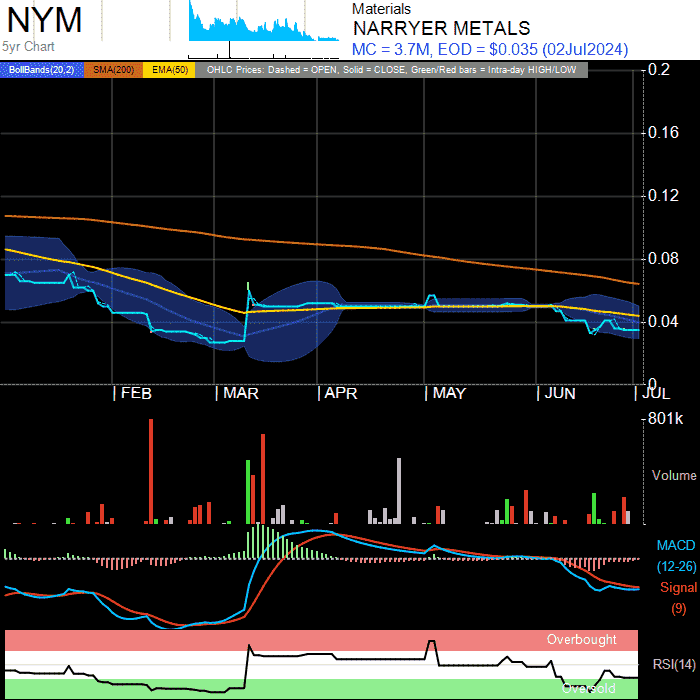 NYM
5yr Chart
Materials
NARRYER METALS
MC = 3.7M, EOD = $0.035 (02Jul2024)
BollBands(20,2) SMA(200) EMA(50) OHLC Prices: Dashed = OPEN, Solid = CLOSE, Green/Red bars = Intra-day HIGH/LOW
0.2
0.16
0.12
0.08
0.04
0
FEB MAR APR MAY JUN JUL
801k
Volume
MACD
(12-26)
Signal
(9)
Overbought
RSI(14)
Oversold